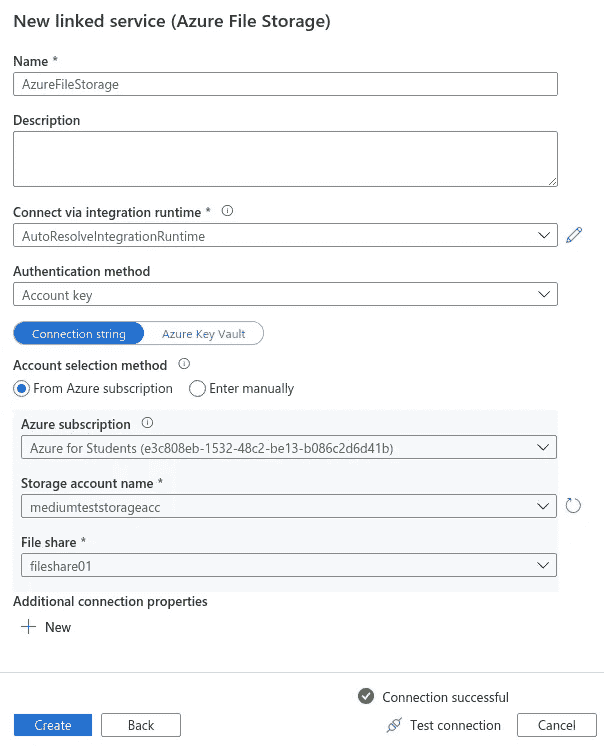 New linked service (Azure File Storage)
Name *
AzureFileStorage
Description
Connect via integration runtime *
AutoResolveIntegrationRuntime
Authentication method
Account key
Connection string Azure Key Vault
Account selection method
From Azure subscription Enter manually
Azure subscription
Azure for Students (e3c808eb-1532-48c2-be13-b086c2d6d41b)
Storage account name *
mediumteststorageacc
File share *
fileshare01
Additional connection properties
New
Connection successful
Create Back Test connection Cancel